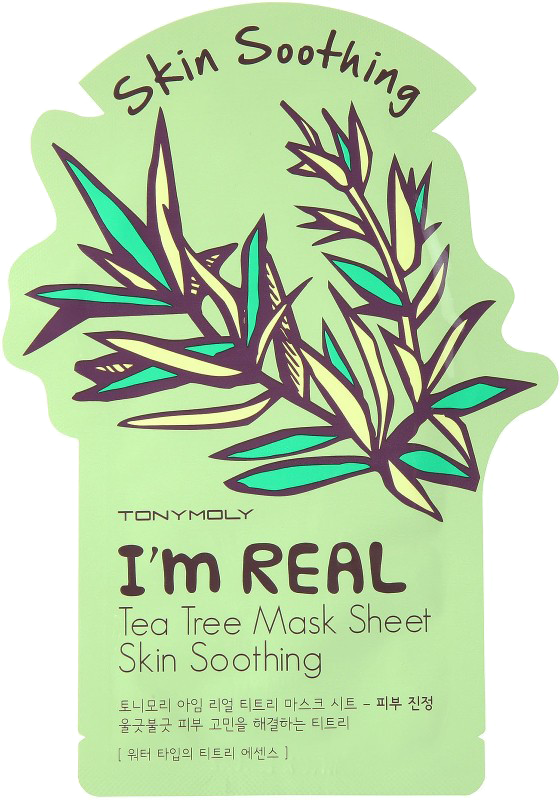 Skin Soothing
TONYMOLY
I'm REAL
Tea Tree Mask Sheet
Skin Soothing
토니모리 아임 리얼 티트리 마스크 시트 – 피부 진정
울긋불긋 피부 고민을 해결하는 티트리
[ 워터 타입의 티트리 에센스 ]